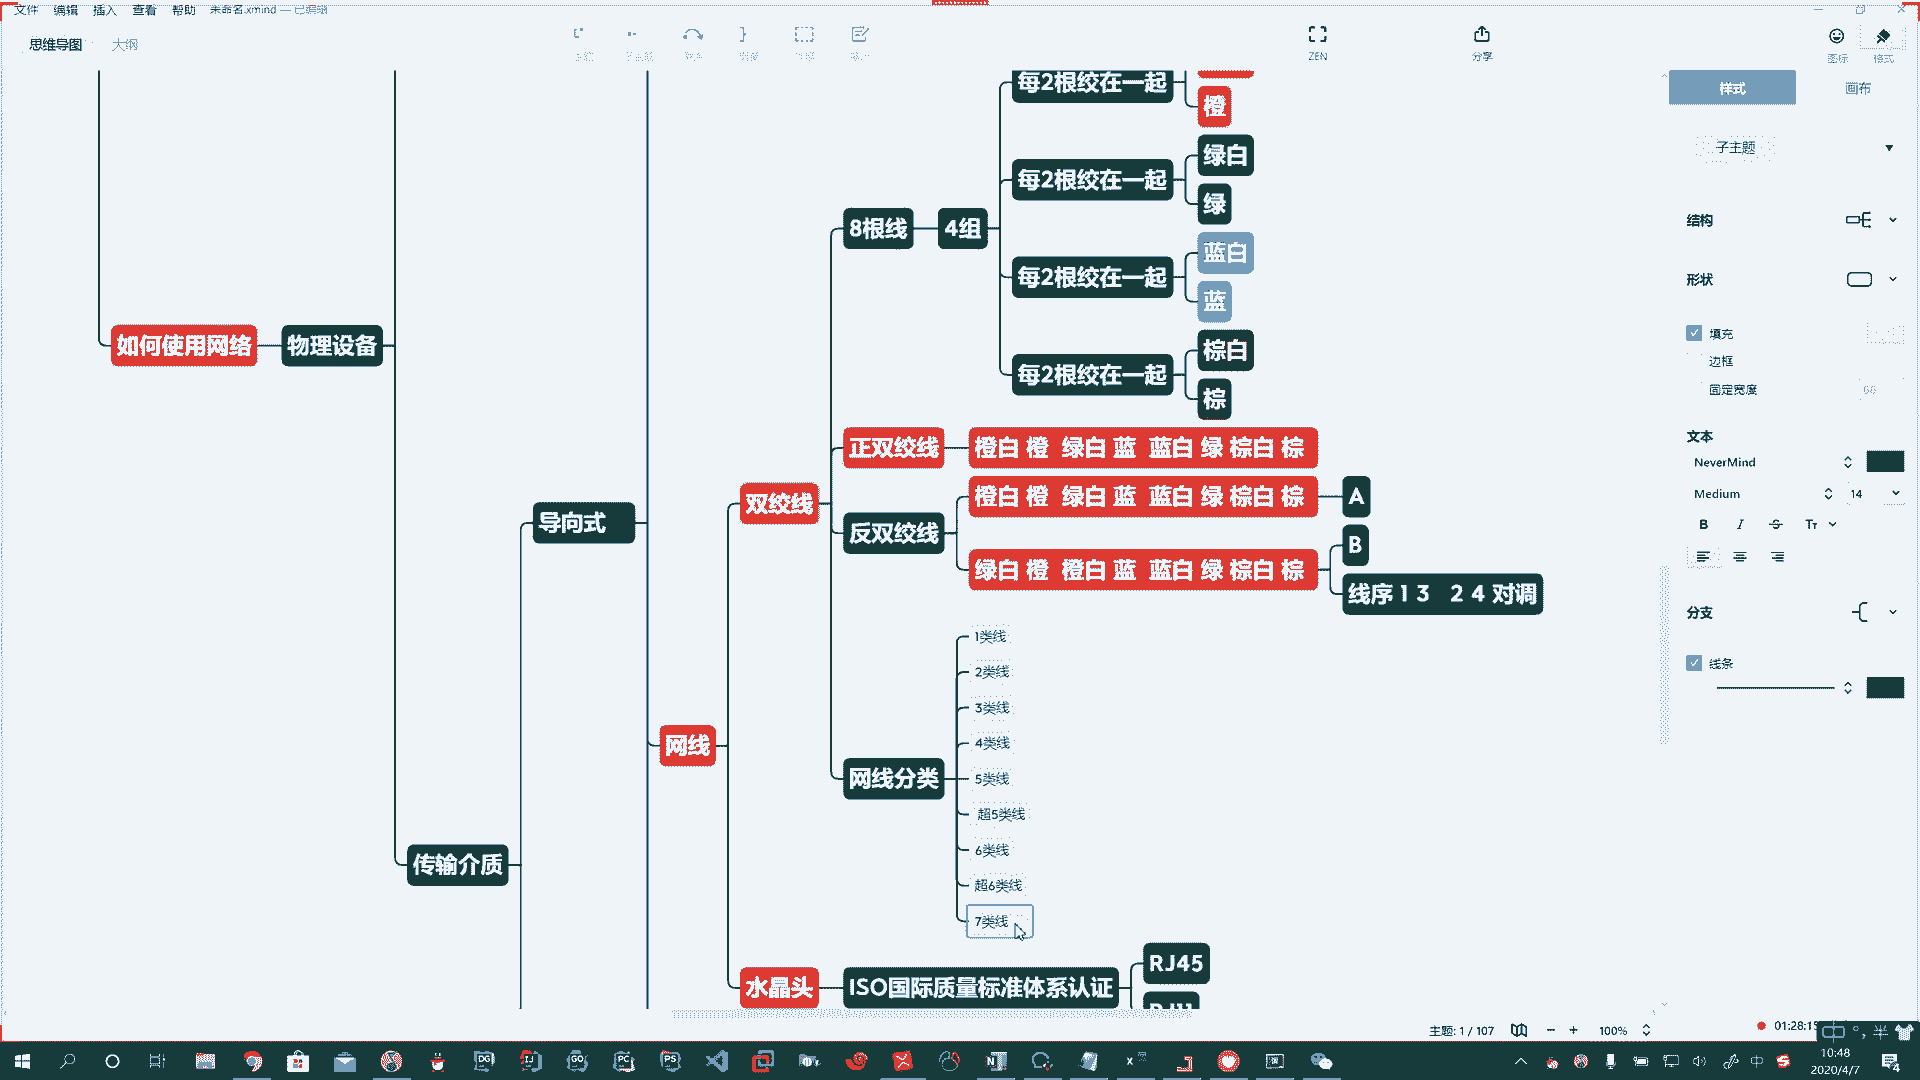 文件 编辑 插入 查看 帮助 未命名.xmind — 已编辑
思维导图 大纲
ZEN 分享 图标 格式
样式 画布
子主题
结构
形状
填充
边框
固定宽度 66
文本
NeverMind
Medium 14
B I S Tт
分支
线条
每2根绞在一起
橙
每2根绞在一起
绿白
绿
8根线 4组
每2根绞在一起
蓝白
蓝
每2根绞在一起
棕白
棕
如何使用网络 物理设备
正双绞线 橙白 橙 绿白 蓝 蓝白 绿 棕白 棕
双绞线
反双绞线
橙白 橙 绿白 蓝 蓝白 绿 棕白 棕 A
绿白 橙 橙白 蓝 蓝白 绿 棕白 棕
B
线序 1 3 2 4 对调
导向式
网线
网线分类
1类线
2类线
3类线
4类线
5类线
超5类线
6类线
超6类线
7类线
传输介质
水晶头 ISO国际质量标准体系认证
RJ45
RJ11
主题: 1 / 107 100%
01:28:15
中
10:48
2020/4/7